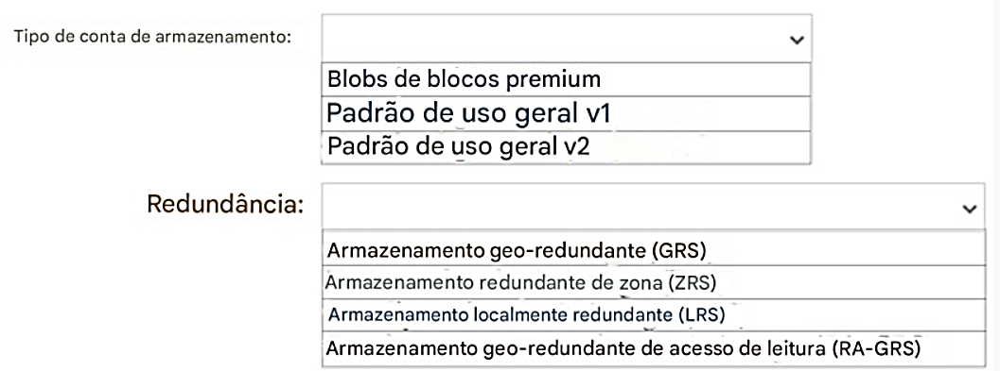 Tipo de conta de armazenamento:
Blobs de blocos premium
Padrão de uso geral v1
Padrão de uso geral v2
Redundância:
Armazenamento geo-redundante (GRS)
Armazenamento redundante de zona (ZRS)
Armazenamento localmente redundante (LRS)
Armazenamento geo-redundante de acesso de leitura (RA-GRS)